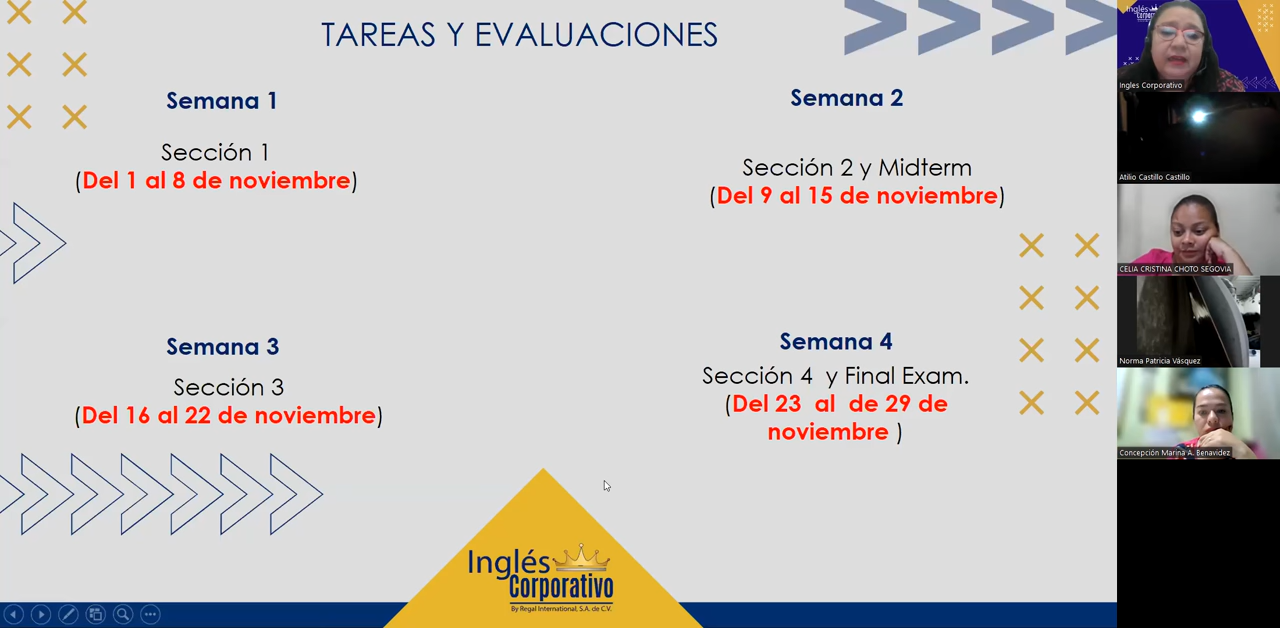 TAREAS Y EVALUACIONES
Semana 1
Sección 1
(Del 1 al 8 de noviembre)
Semana 2
Sección 2 y Midterm
(Del 9 al 15 de noviembre)
Semana 3
Sección 3
(Del 16 al 22 de noviembre)
Semana 4
Sección 4 y Final Exam.
(Del 23 al de 29 de
noviembre )
Inglés
Corporativo
By Regal International, S.A. de C.V.
Inglés
Ingles Corporativo
Atilio Castillo Castillo
CELIA CRISTINA CHOTO SEGOVIA
Norma Patricia Vásquez
Concepción Marina A. Benavidez